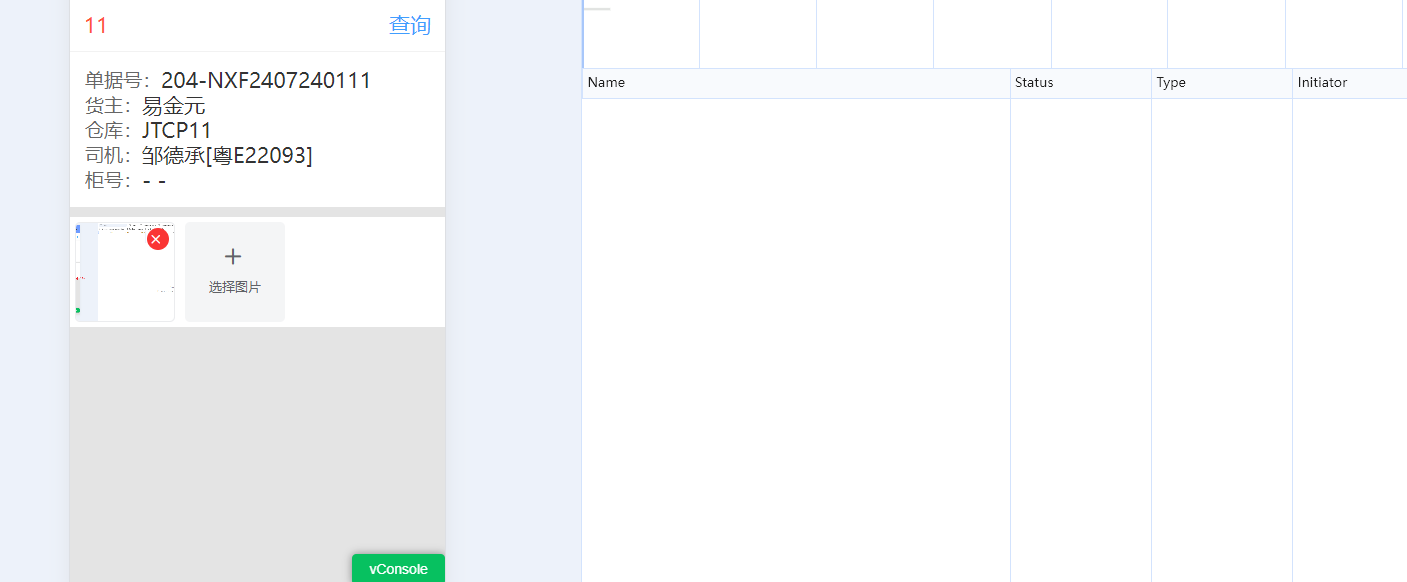 11 查询
单据号：204-NXF2407240111
货主：易金元
仓库：JTCP11
司机：邹德承[粤E22093]
柜号：- -
选择图片
vConsole
Name Status Type Initiator